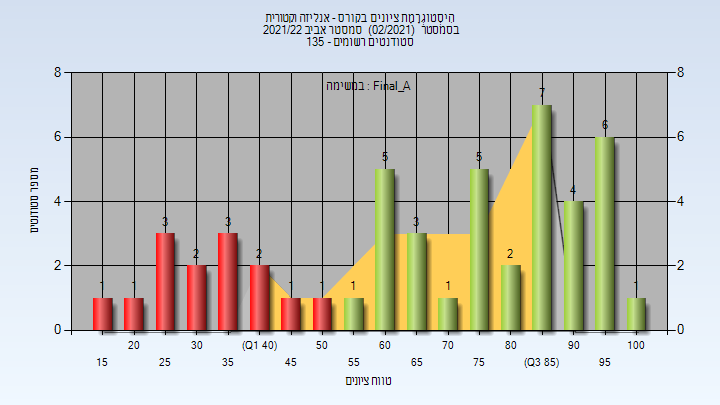 הִיסטוֹגְרָמַת ציונים בקורס - אנליזה וקטורית
בסמסטר (02/2021) סמסטר אביב 2021/22
סטודנטים רשומים - 135
במשימה : Final_A
מספר סטודנטים
8 8
6 6
4 4
2 2
0 0
1 1 3 2 3 2 1 1 1 5 3 1 5 2 7 4 6 1
20 30 (Q1 40) 50 60 70 80 90 100
15 25 35 45 55 65 75 (Q3 85) 95
טווח ציונים